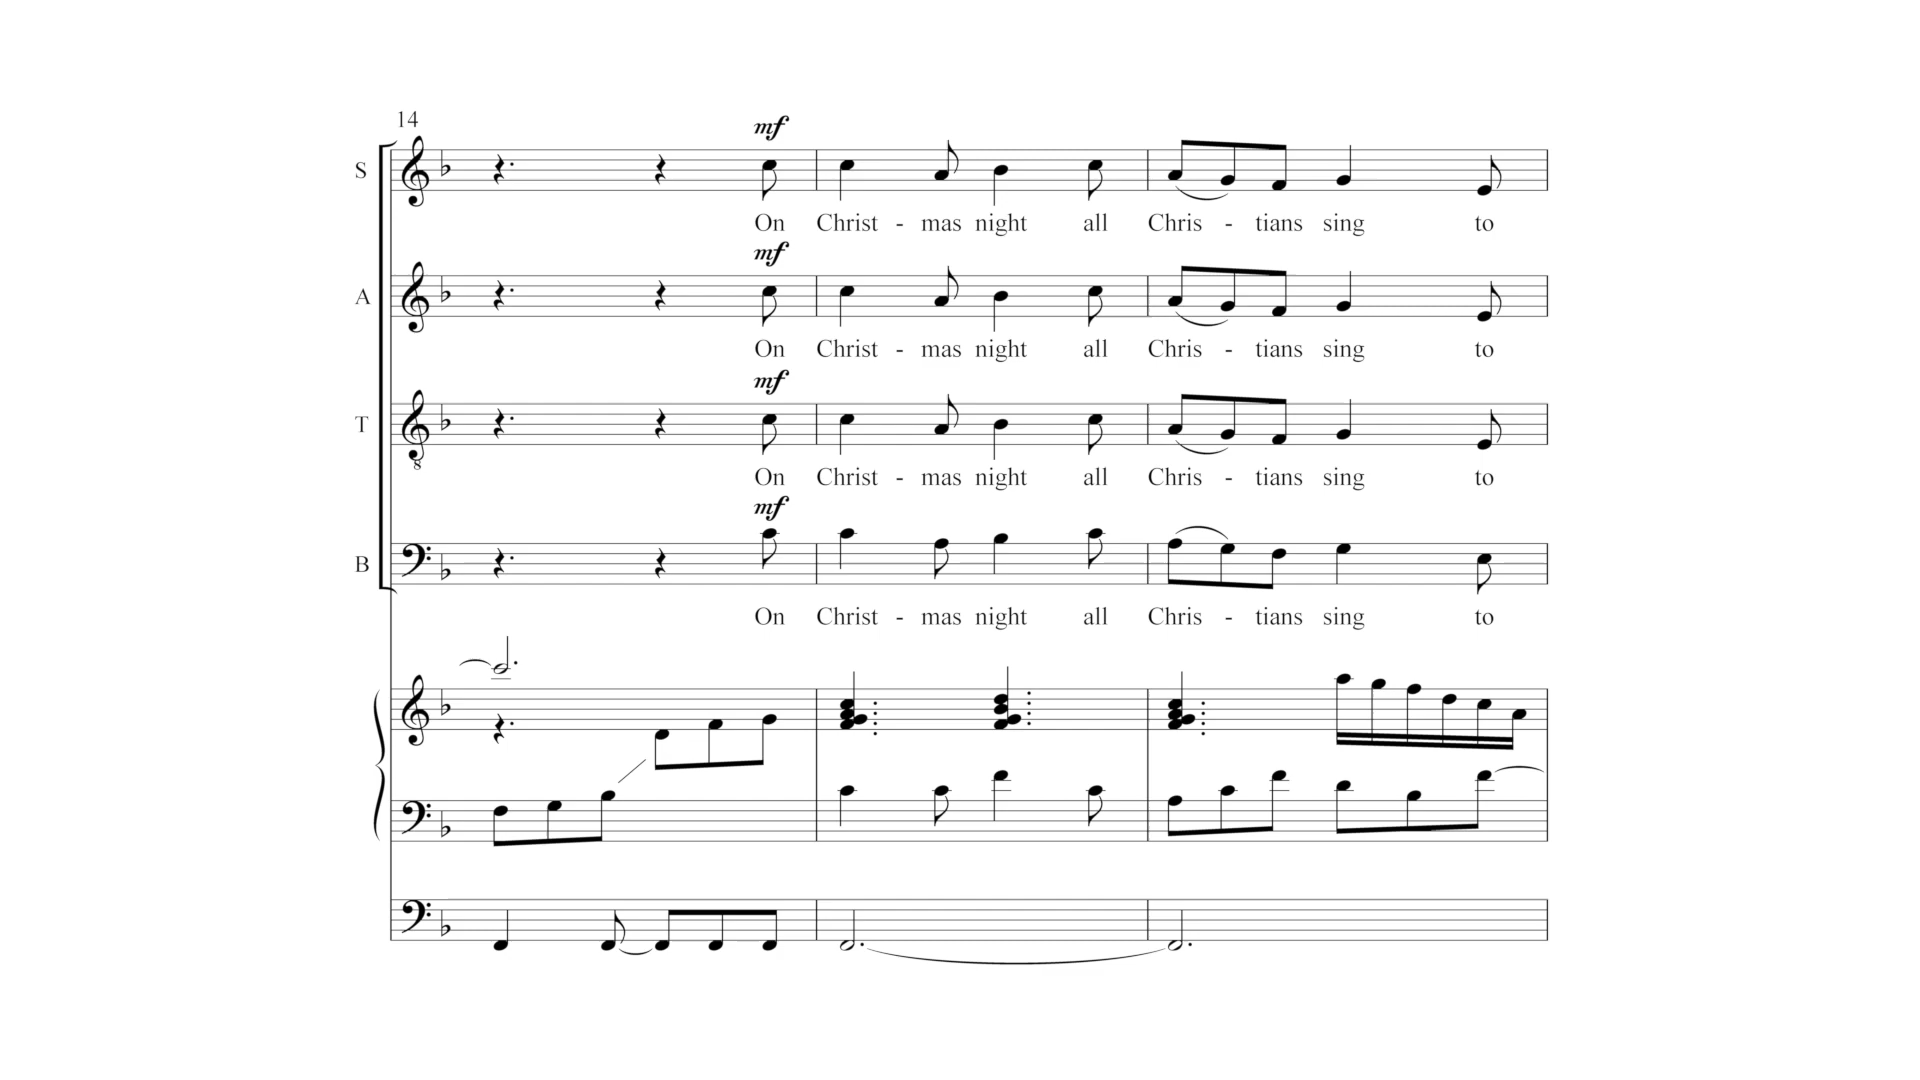 14
mf
S
On Christ - mas night all Chris - tians sing to
mf
A
On Christ - mas night all Chris - tians sing to
mf
T
8
On Christ - mas night all Chris - tians sing to
mf
B
On Christ - mas night all Chris - tians sing to